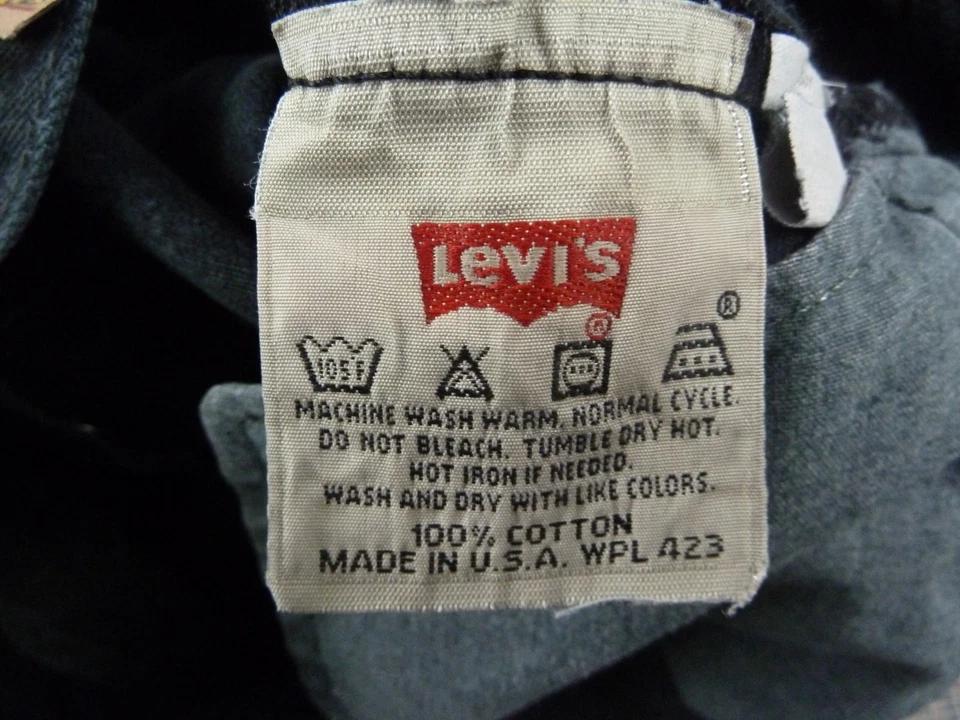 Levi's
®
®
105F
MACHINE WASH WARM, NORMAL CYCLE.
DO NOT BLEACH. TUMBLE DRY HOT.
HOT IRON IF NEEDED.
WASH AND DRY WITH LIKE COLORS.
100% COTTON
MADE IN U.S.A. WPL 423